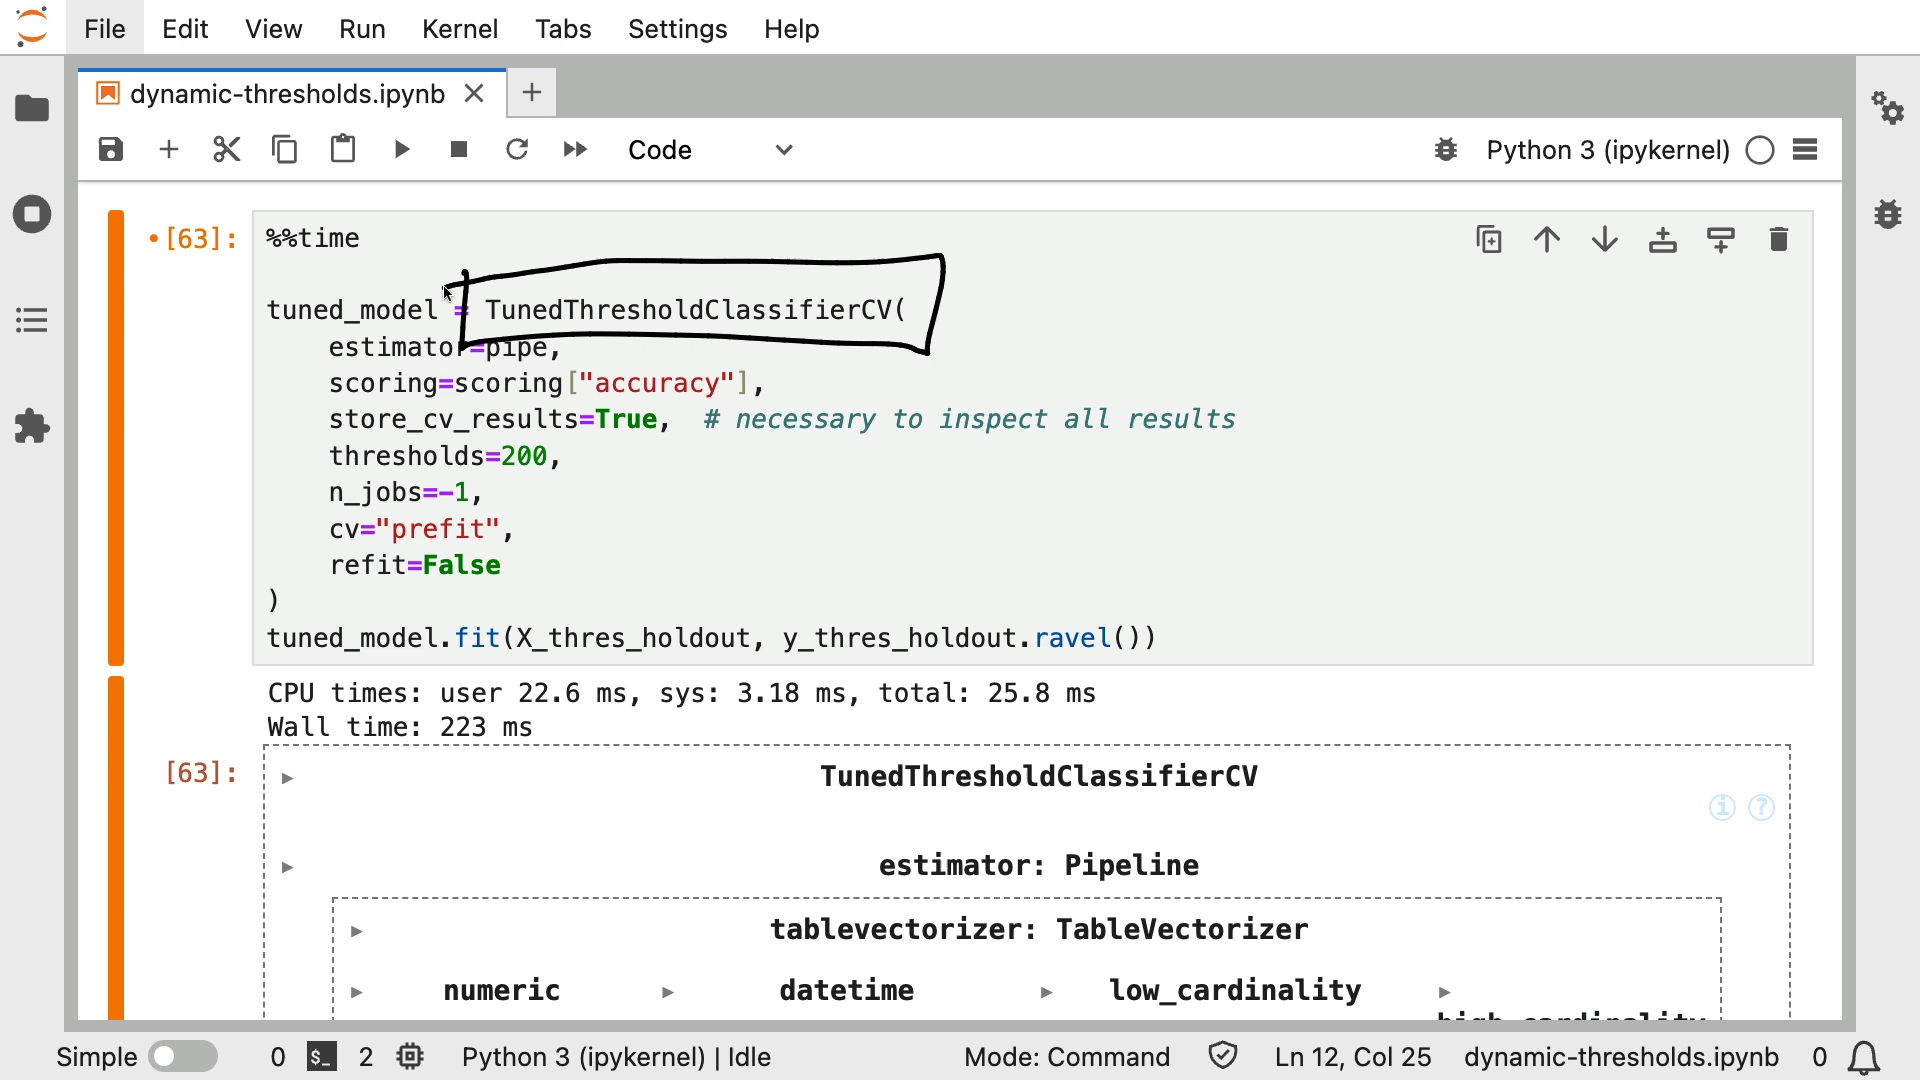 File Edit View Run Kernel Tabs Settings Help
dynamic-thresholds.ipynb
Code
Python 3 (ipykernel)
[63]:
%%time
tuned_model = TunedThresholdClassifierCV(
estimator=pipe,
scoring=scoring["accuracy"],
store_cv_results=True,  # necessary to inspect all results
thresholds=200,
n_jobs=-1,
cv="prefit",
refit=False
)
tuned_model.fit(X_thres_holdout, y_thres_holdout.ravel())
CPU times: user 22.6 ms, sys: 3.18 ms, total: 25.8 ms
Wall time: 223 ms
[63]:
TunedThresholdClassifierCV
i ?
estimator: Pipeline
tablevectorizer: TableVectorizer
numeric datetime low_cardinality
Simple 0 $_ 2 Python 3 (ipykernel) | Idle Mode: Command Ln 12, Col 25 dynamic-thresholds.ipynb 0